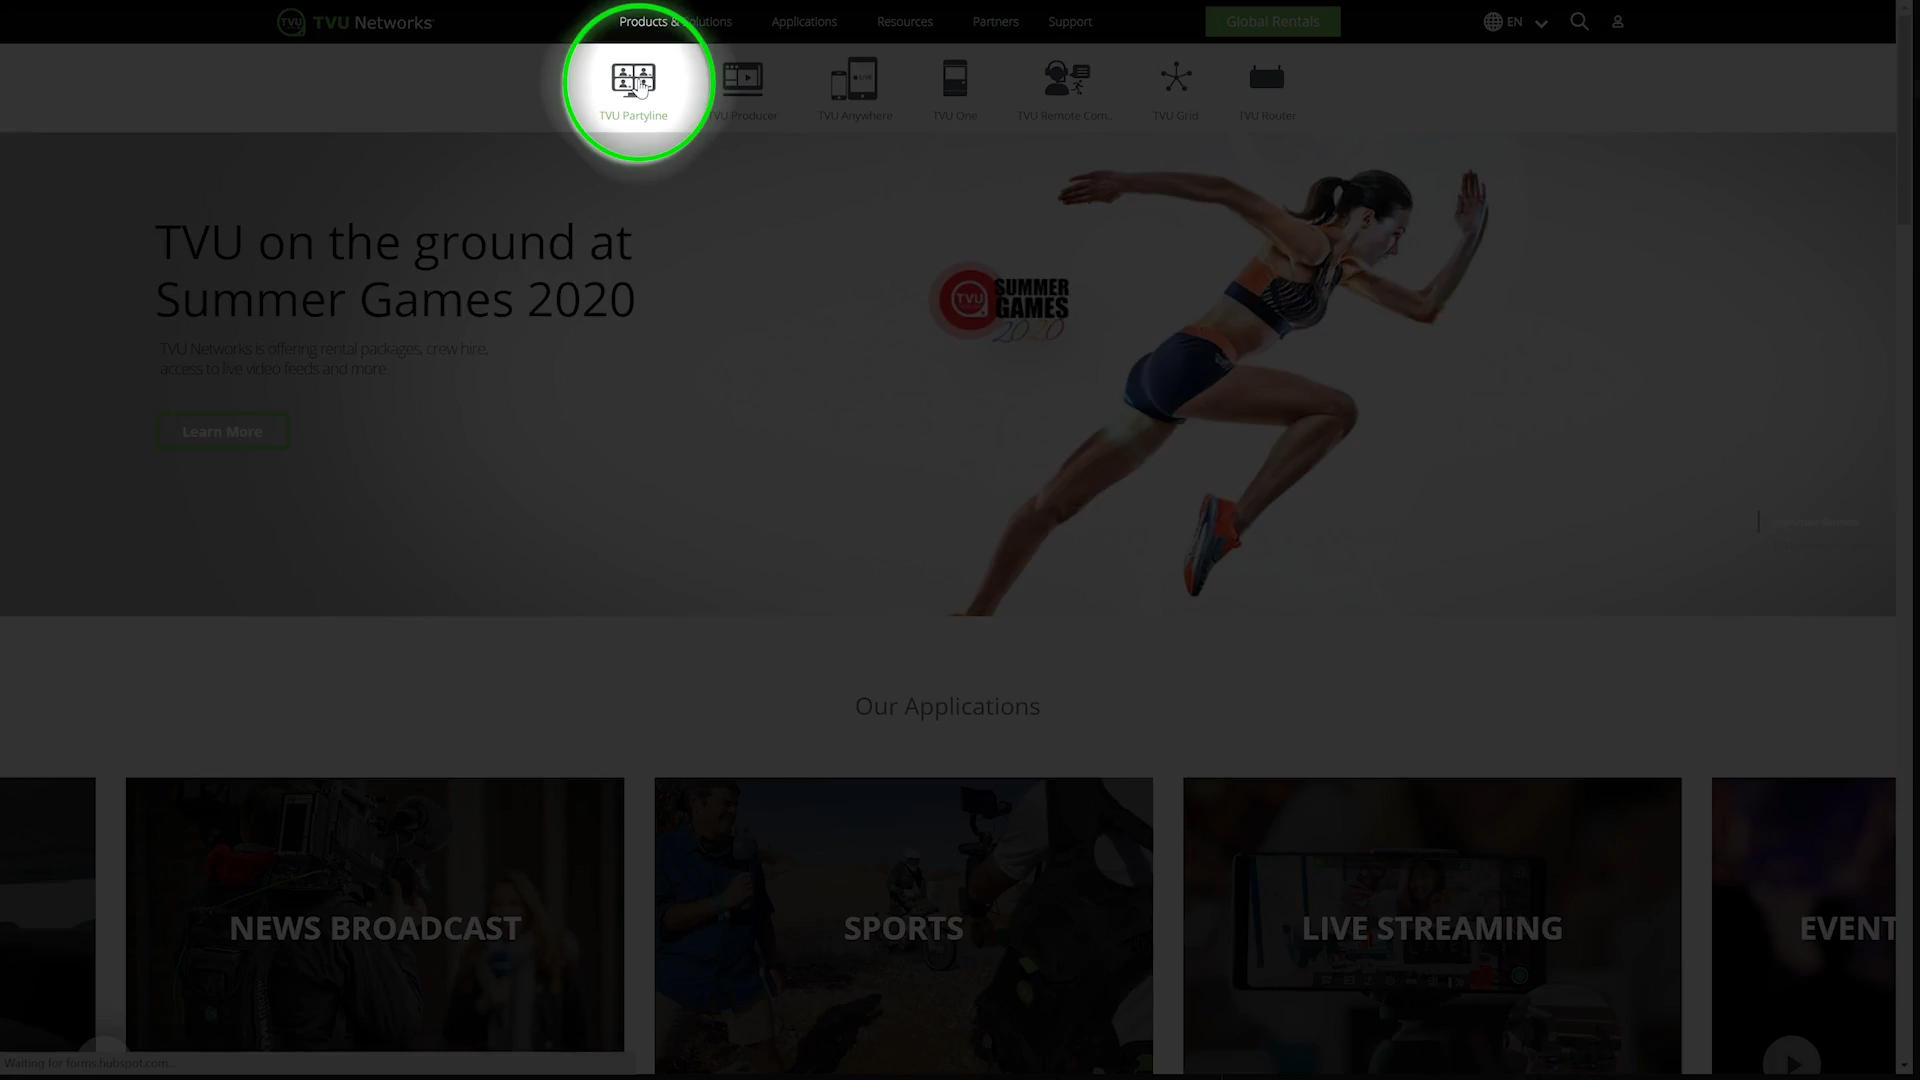 TVU Networks
Products & Solutions
Applications
Resources
Partners
Support
Global Rentals
EN
TVU Partyline
TVU Producer
TVU Anywhere
TVU One
TVU Remote Com...
TVU Grid
TVU Router
TVU on the ground at
Summer Games 2020
TVU Networks is offering rental packages, crew hire,
access to live video feeds and more.
Learn More
TVU
SUMMER
GAMES
2020
Our Applications
NEWS BROADCAST
SPORTS
LIVE STREAMING
EVENT
Waiting for forms.hubspot.com...